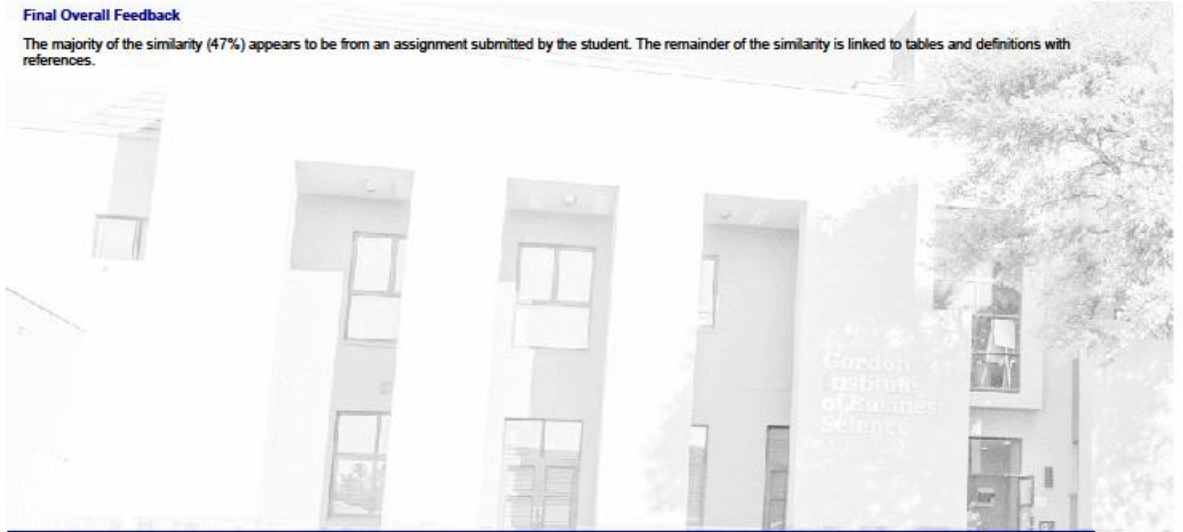 Final Overall Feedback
The majority of the similarity (47%) appears to be from an assignment submitted by the student. The remainder of the similarity is linked to tables and definitions with
references.
Gordon
Institute
of Business
Science